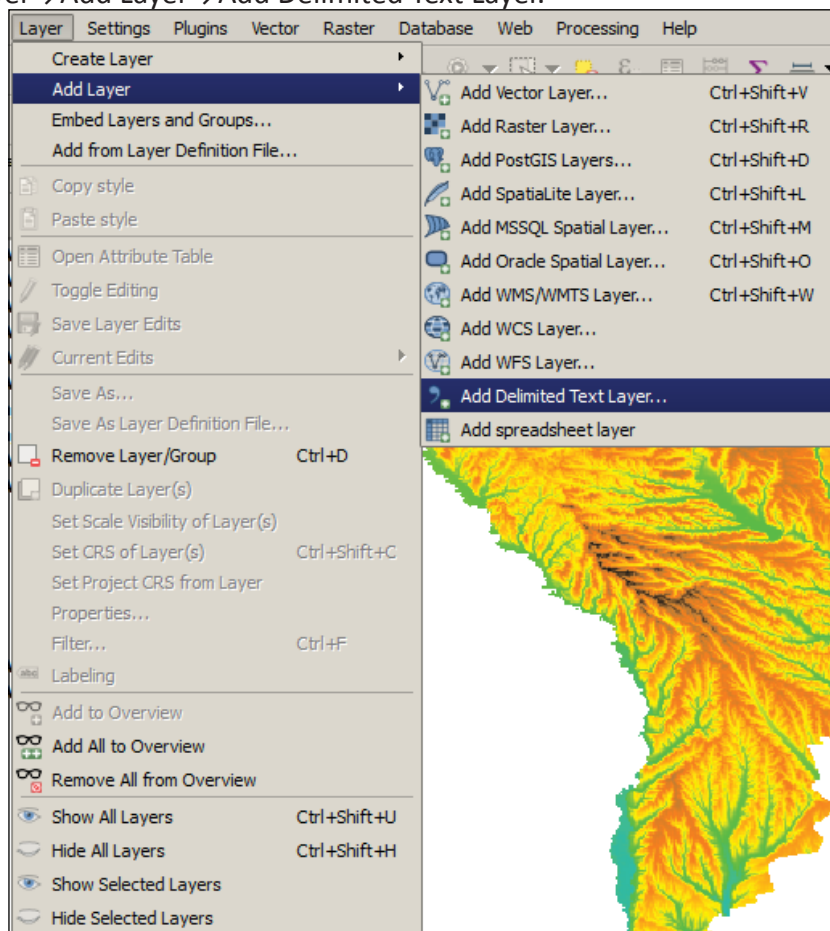 er→Add Layer→Add Delimited Text Layer.
Layer Settings Plugins Vector Raster Database Web Processing Help
Create Layer
Add Layer
Embed Layers and Groups...
Add from Layer Definition File...
Copy style
Paste style
Open Attribute Table
Toggle Editing
Save Layer Edits
Current Edits
Save As...
Save As Layer Definition File...
Remove Layer/Group Ctrl+D
Duplicate Layer(s)
Set Scale Visibility of Layer(s)
Set CRS of Layer(s) Ctrl+Shift+C
Set Project CRS from Layer
Properties...
Filter... Ctrl+F
Labeling
Add to Overview
Add All to Overview
Remove All from Overview
Show All Layers Ctrl+Shift+U
Hide All Layers Ctrl+Shift+H
Show Selected Layers
Hide Selected Layers
Add Vector Layer... Ctrl+Shift+V
Add Raster Layer... Ctrl+Shift+R
Add PostGIS Layers... Ctrl+Shift+D
Add SpatiaLite Layer... Ctrl+Shift+L
Add MSSQL Spatial Layer... Ctrl+Shift+M
Add Oracle Spatial Layer... Ctrl+Shift+O
Add WMS/WMTS Layer... Ctrl+Shift+W
Add WCS Layer...
Add WFS Layer...
Add Delimited Text Layer...
Add spreadsheet layer